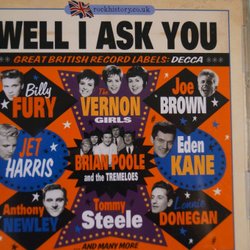 rockhistory.co.uk
WELL I ASK YOU
GREAT BRITISH RECORD LABELS: DECCA
Billy
FURY
The
VERNON
GIRLS
Joe
BROWN
JET
HARRIS
BRIAN POOLE
and the TREMELOES
Eden
KANE
Anthony
NEWLEY
Tommy
Steele
Lonnie
DONEGAN
AND MANY MORE